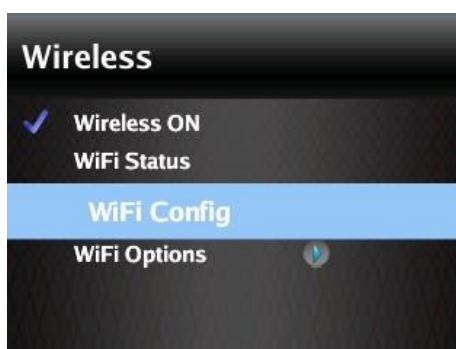 Wireless
Wireless ON
WiFi Status
WiFi Config
WiFi Options